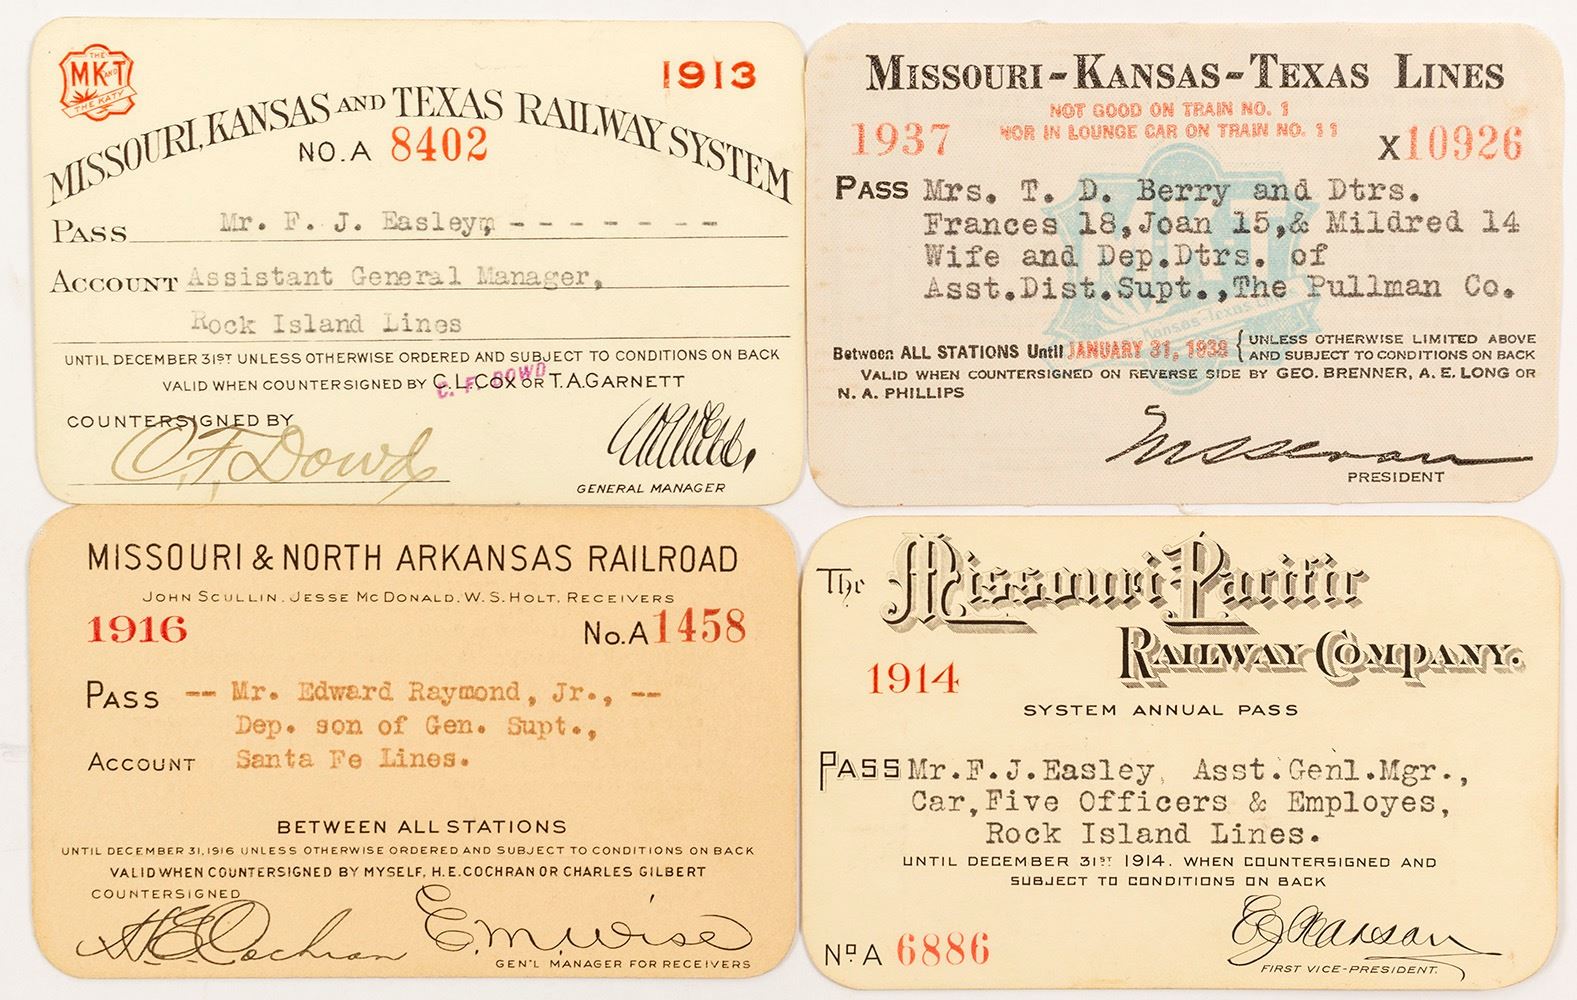 THE
MK AND T
THE KATY
1913
MISSOURI, KANSAS AND TEXAS RAILWAY SYSTEM
NO. A 8402
PASS Mr. F. J. Easley, - - - - - - -
ACCOUNT Assistant General Manager,
Rock Island Lines
UNTIL DECEMBER 31ST UNLESS OTHERWISE ORDERED AND SUBJECT TO CONDITIONS ON BACK
VALID WHEN COUNTERSIGNED BY C.L.COX OR T.A.GARNETT
C. F. DOWD
COUNTERSIGNED BY
C.F. Dowd
GENERAL MANAGER
MISSOURI-KANSAS-TEXAS LINES
NOT GOOD ON TRAIN NO. 1
NOR IN LOUNGE CAR ON TRAIN NO. 11
1937 X10926
PASS Mrs. T. D. Berry and Dtrs.
Frances 18,Joan 15,& Mildred 14
Wife and Dep.Dtrs. of
Asst.Dist.Supt.,The Pullman Co.
MKT
Kansas-Texas Lines
Between ALL STATIONS Until JANUARY 31, 1938 { UNLESS OTHERWISE LIMITED ABOVE
AND SUBJECT TO CONDITIONS ON BACK
VALID WHEN COUNTERSIGNED ON REVERSE SIDE BY GEO. BRENNER, A. E. LONG OR
N. A. PHILLIPS
PRESIDENT
MISSOURI & NORTH ARKANSAS RAILROAD
JOHN SCULLIN, JESSE MCDONALD, W. S. HOLT, RECEIVERS
1916 No. A 1458
PASS -- Mr. Edward Raymond, Jr., --
Dep. son of Gen. Supt.,
ACCOUNT Santa Fe Lines.
BETWEEN ALL STATIONS
UNTIL DECEMBER 31, 1916 UNLESS OTHERWISE ORDERED AND SUBJECT TO CONDITIONS ON BACK
VALID WHEN COUNTERSIGNED BY MYSELF, H.E.COCHRAN OR CHARLES GILBERT
COUNTERSIGNED
H E Cochran C.M.Wise
GEN'L MANAGER FOR RECEIVERS
The Missouri Pacific
RAILWAY COMPANY.
1914
SYSTEM ANNUAL PASS
PASS Mr.F.J.Easley, Asst.Genl.Mgr.,
Car,Five Officers & Employes,
Rock Island Lines.
UNTIL DECEMBER 31ST 1914. WHEN COUNTERSIGNED AND
SUBJECT TO CONDITIONS ON BACK
No A 6886
FIRST VICE-PRESIDENT.